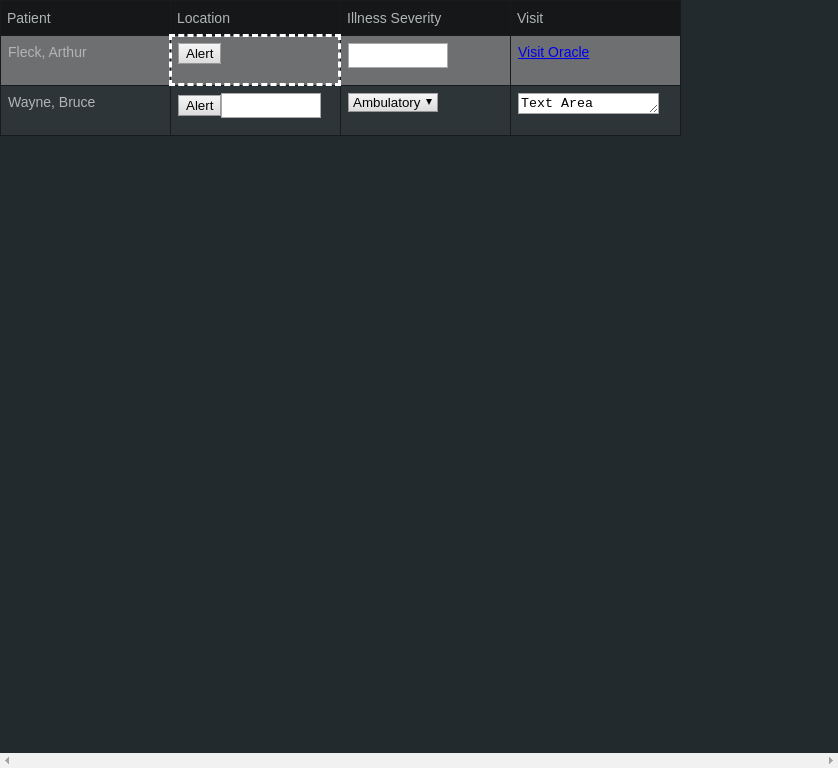 Patient Location Illness Severity Visit
Fleck, Arthur Alert Visit Oracle
Wayne, Bruce Alert Ambulatory Text Area